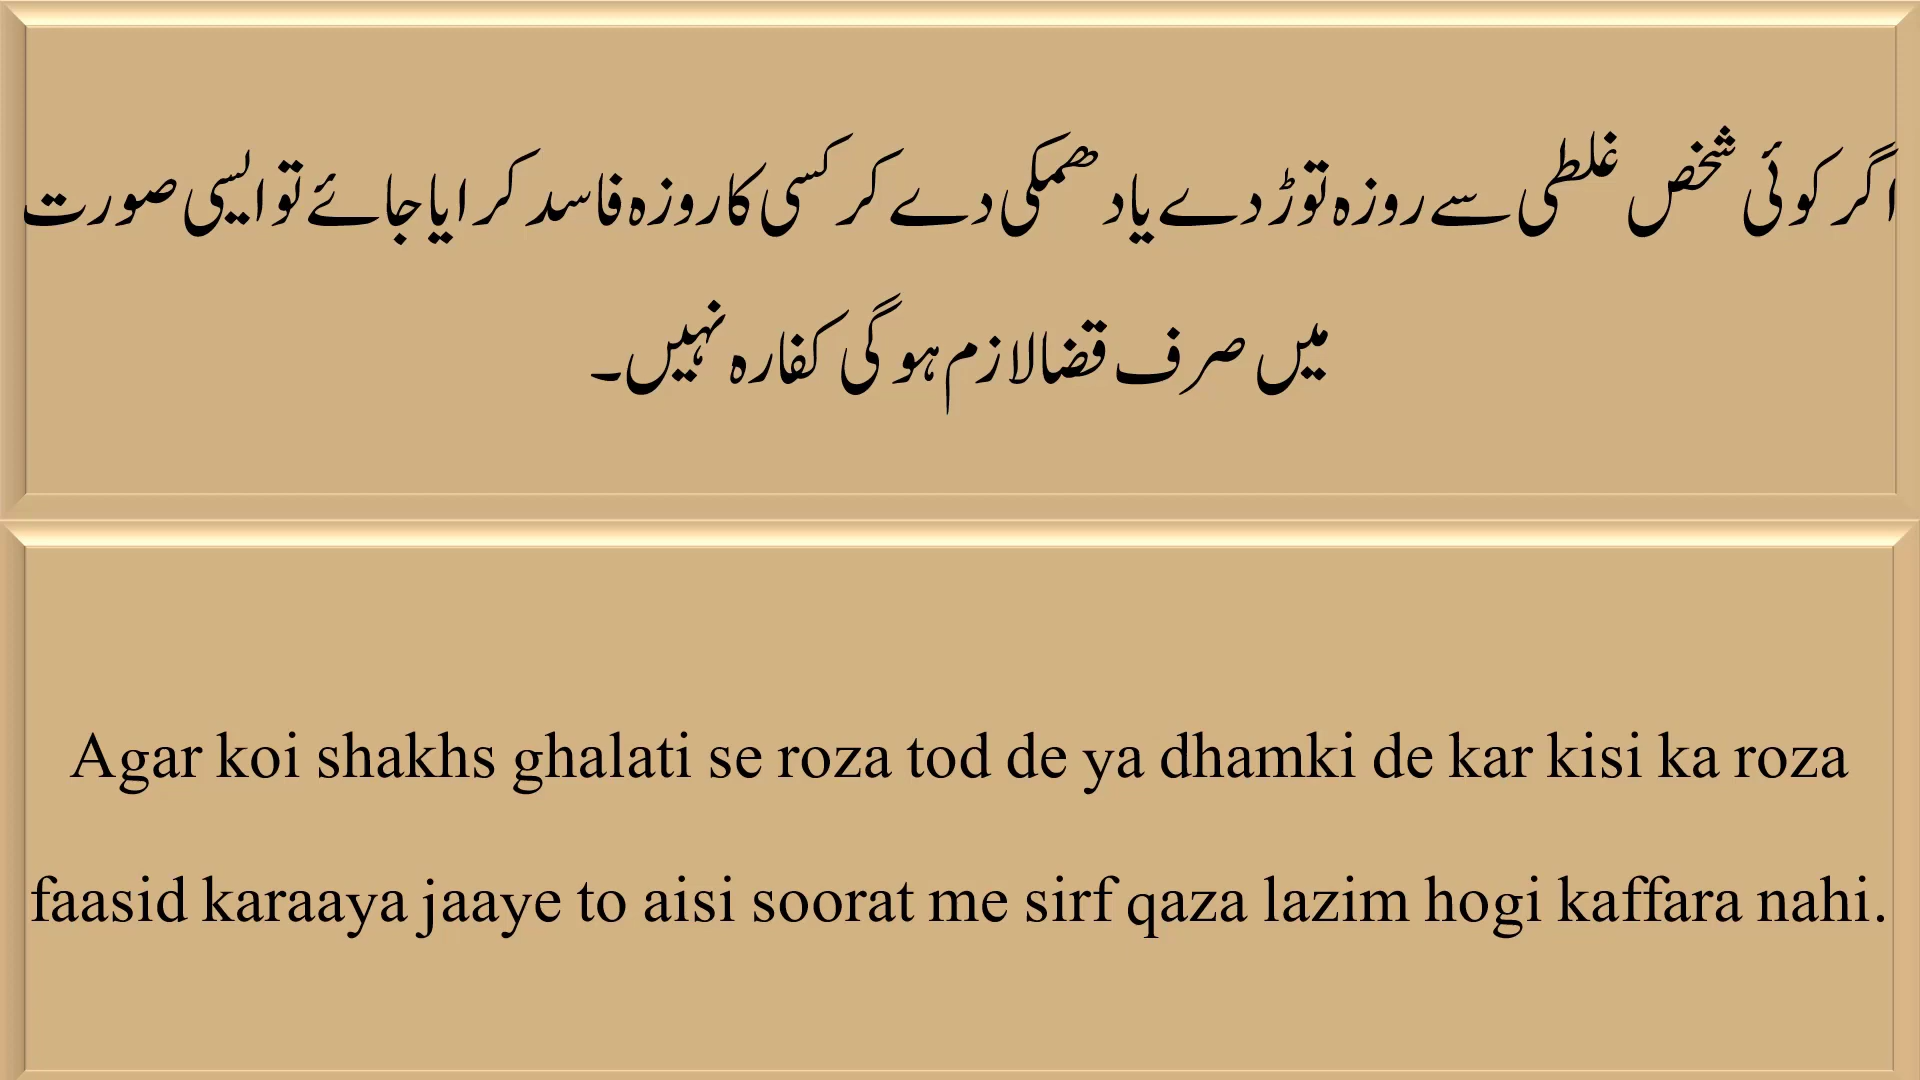 اگر کوئی شخص غلطی سے روزہ توڑ دے یا دھمکی دے کر کسی کا روزہ فاسد کرایا جائے تو ایسی صورت
میں صرف قضا لازم ہوگی کفارہ نہیں۔
Agar koi shakhs ghalati se roza tod de ya dhamki de kar kisi ka roza
faasid karaaya jaaye to aisi soorat me sirf qaza lazim hogi kaffara nahi.